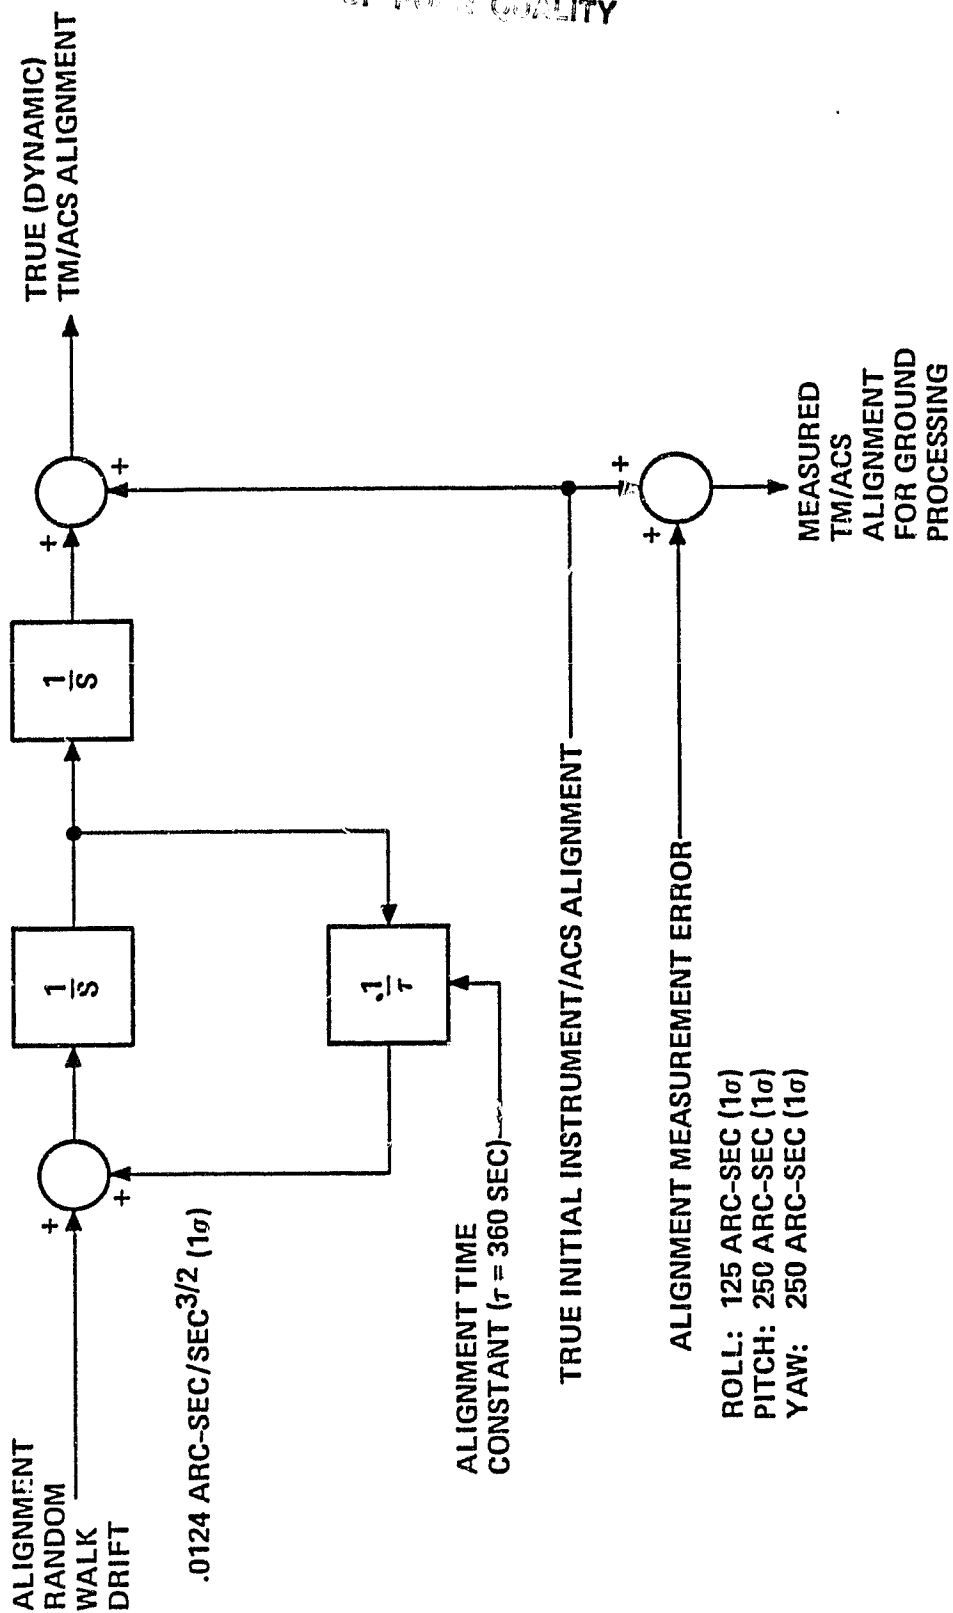 QUALITY
ALIGNMENT
RANDOM
WALK
DRIFT
+
+
.0124 ARC-SEC/SEC3/2 (1σ)
1
S
1
τ
ALIGNMENT TIME
CONSTANT (τ = 360 SEC)
1
S
+
+
TRUE (DYNAMIC)
TM/ACS ALIGNMENT
TRUE INITIAL INSTRUMENT/ACS ALIGNMENT
ALIGNMENT MEASUREMENT ERROR
ROLL: 125 ARC-SEC (1σ)
PITCH: 250 ARC-SEC (1σ)
YAW: 250 ARC-SEC (1σ)
+
+
MEASURED
TM/ACS
ALIGNMENT
FOR GROUND
PROCESSING